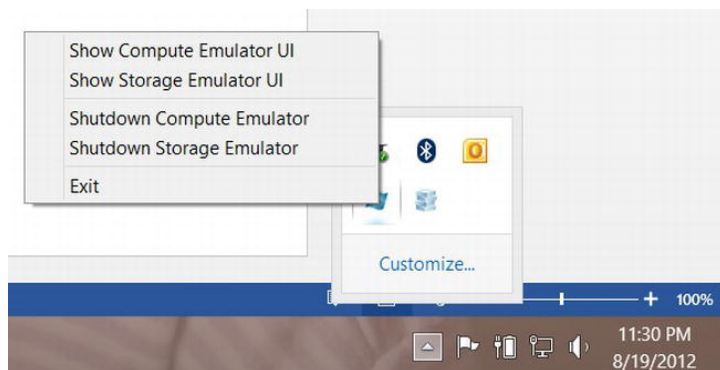 Show Compute Emulator UI
Show Storage Emulator UI
Shutdown Compute Emulator
Shutdown Storage Emulator
Exit
Customize...
100%
11:30 PM
8/19/2012